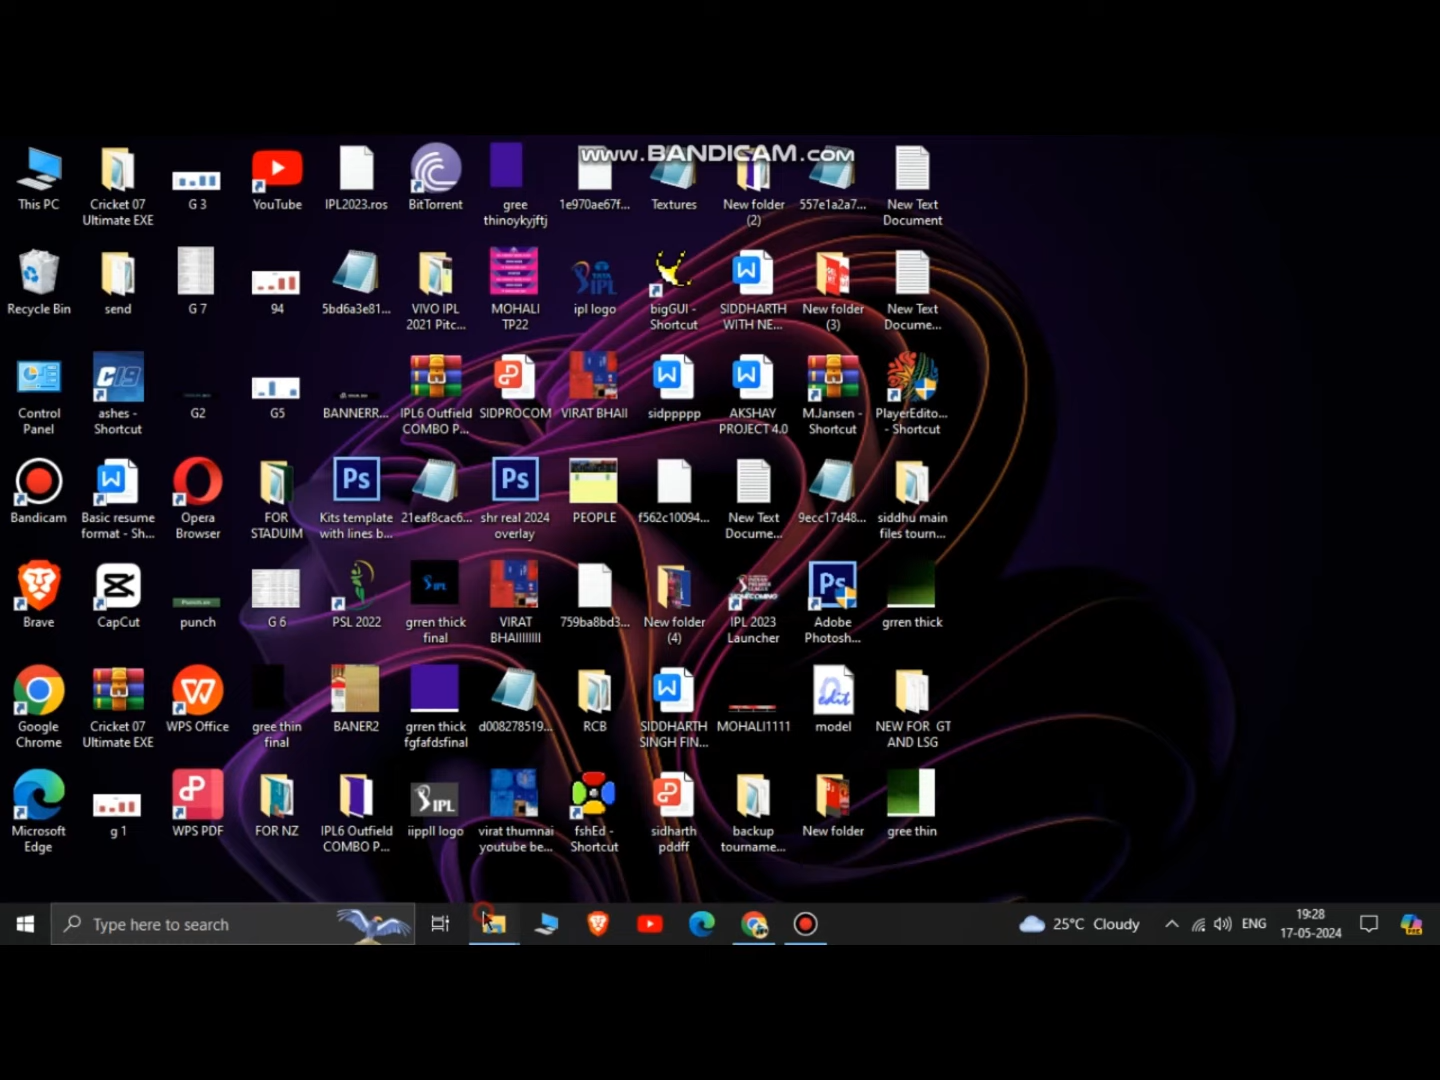 www.BANDICAM.com
This PC
Cricket 07
Ultimate EXE
G 3
YouTube
IPL2023.ros
BitTorrent
gree
thinoykyjftj
1e970ae67f...
Textures
New folder
(2)
557e1a2a7...
New Text
Document
Recycle Bin
send
G 7
94
5bd6a3e81...
VIVO IPL
2021 Pitc...
MOHALI
TP22
ipl logo
bigGUI -
Shortcut
SIDDHARTH
WITH NE...
New folder
(3)
New Text
Docume...
Control
Panel
ashes -
Shortcut
G2
G5
BANNERR...
IPL6 Outfield
COMBO P...
SIDPROCOM
VIRAT BHAII
sidppppp
AKSHAY
PROJECT 4.0
M.Jansen -
Shortcut
PlayerEdito...
- Shortcut
Bandicam
Basic resume
format - Sh...
Opera
Browser
FOR
STADUIM
Kits template
with lines b...
21eaf8cac6...
shr real 2024
overlay
PEOPLE
f562c10094...
New Text
Docume...
9ecc17d48...
siddhu main
files tourn...
Brave
CapCut
punch
G 6
PSL 2022
grren thick
final
VIRAT
BHAIIIIIIII
759ba8bd3...
New folder
(4)
IPL 2023
Launcher
Adobe
Photosh...
grren thick
Google
Chrome
Cricket 07
Ultimate EXE
WPS Office
gree thin
final
BANER2
grren thick
fgfafdsfinal
d008278519...
RCB
SIDDHARTH
SINGH FIN...
MOHALI1111
model
NEW FOR GT
AND LSG
Microsoft
Edge
g 1
WPS PDF
FOR NZ
IPL6 Outfield
COMBO P...
iippll logo
virat thumnai
youtube be...
fshEd -
Shortcut
sidharth
pddff
backup
tourname...
New folder
gree thin
Type here to search
25°C Cloudy
ENG
19:28
17-05-2024